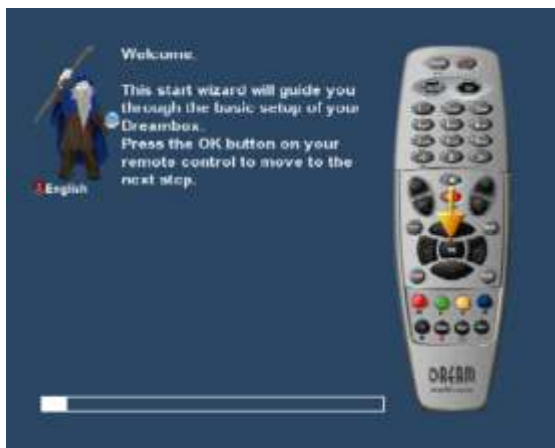 Welcome.
This start wizard will guide you
through the basic setup of your
Dreambox.
Press the OK button on your
remote control to move to the
next step.
English
DREAM